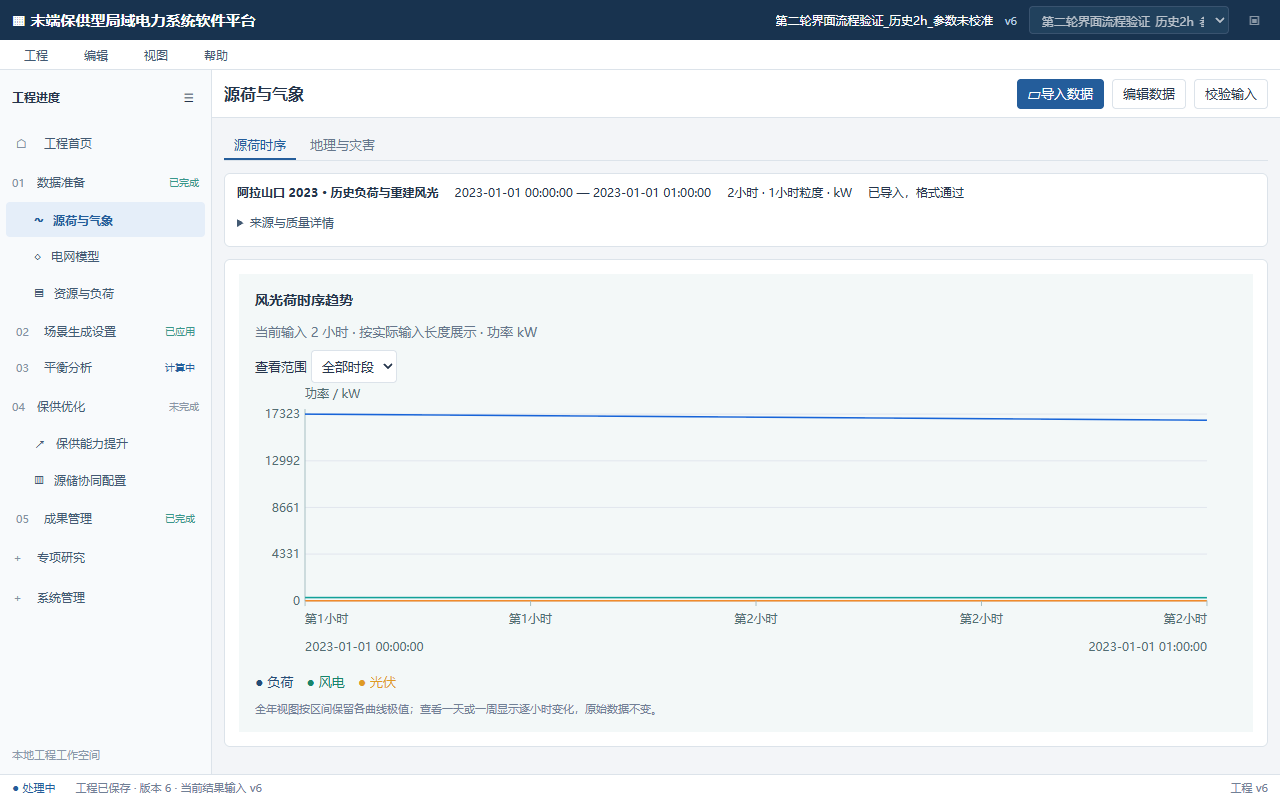 末端保供型局域电力系统软件平台
第二轮界面流程验证_历史2h_参数未校准 v6 第二轮界面流程验证_历史2h
工程 编辑 视图 帮助
工程进度
工程首页
01 数据准备 已完成
源荷与气象
电网模型
资源与负荷
02 场景生成设置 已应用
03 平衡分析 计算中
04 保供优化 未完成
保供能力提升
源储协同配置
05 成果管理 已完成
+ 专项研究
+ 系统管理
本地工程工作空间
源荷与气象
导入数据 编辑数据 校验输入
源荷时序 地理与灾害
阿拉山口 2023 · 历史负荷与重建风光 2023-01-01 00:00:00 — 2023-01-01 01:00:00 2小时 · 1小时粒度 · kW 已导入，格式通过
来源与质量详情
风光荷时序趋势
当前输入 2 小时 · 按实际输入长度展示 · 功率 kW
查看范围 全部时段
功率 / kW
17323
12992
8661
4331
0
第1小时 第1小时 第2小时 第2小时 第2小时
2023-01-01 00:00:00 2023-01-01 01:00:00
负荷 风电 光伏
全年视图按区间保留各曲线极值；查看一天或一周显示逐小时变化，原始数据不变。
处理中 工程已保存 · 版本 6 · 当前结果输入 v6 工程 v6